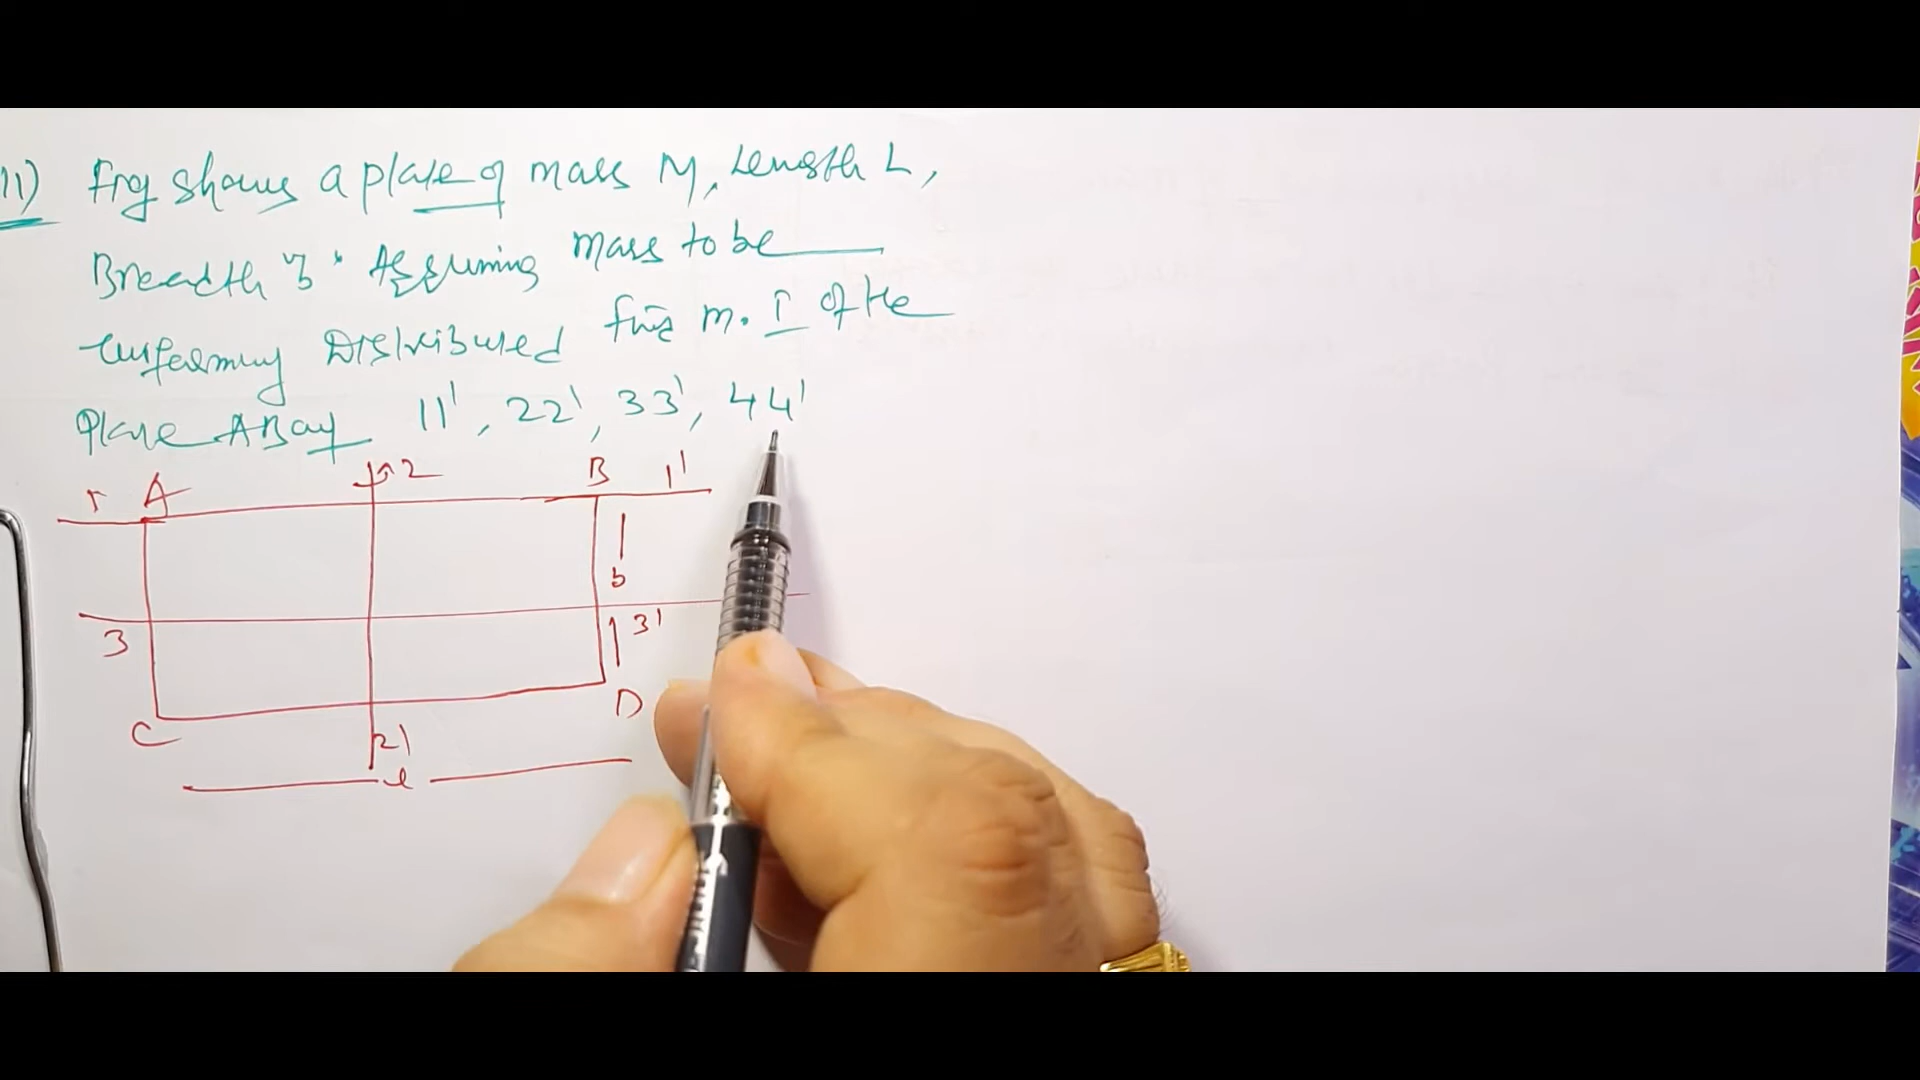 11) Fig shows a plate of mass M, Length L,
Breadth b. Assuming mass to be
uniformly Distributed find m. I of the
Plate About 11', 22', 33', 44'
1 A 2 B 1'
b
3 3'
C D
2'
l